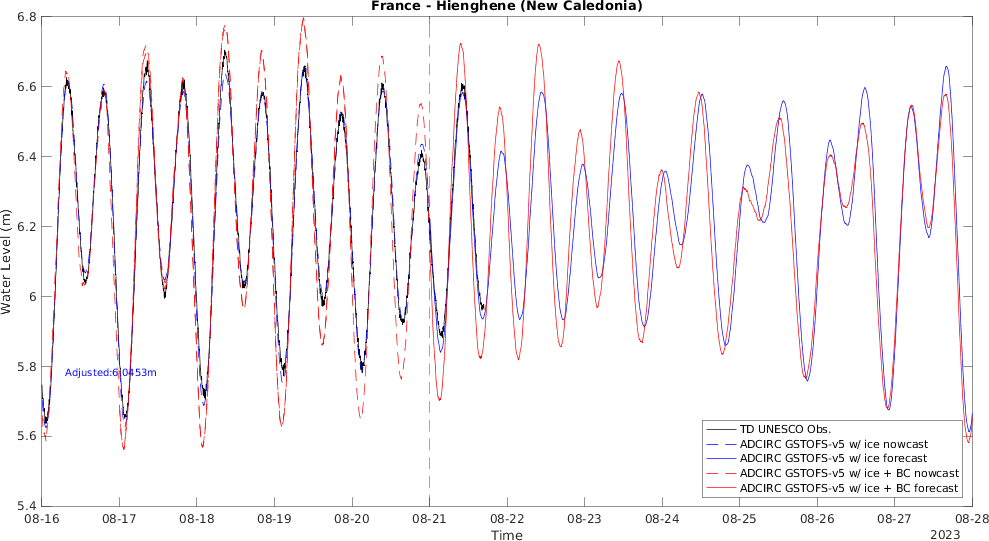 France - Hienghene (New Caledonia)
Water Level (m)
6.8
6.6
6.4
6.2
6
5.8
5.6
5.4
Adjusted:6.0453m
TD UNESCO Obs.
ADCIRC GSTOFS-v5 w/ ice nowcast
ADCIRC GSTOFS-v5 w/ ice forecast
ADCIRC GSTOFS-v5 w/ ice + BC nowcast
ADCIRC GSTOFS-v5 w/ ice + BC forecast
08-16 08-17 08-18 08-19 08-20 08-21 08-22 08-23 08-24 08-25 08-26 08-27 08-28
Time
2023